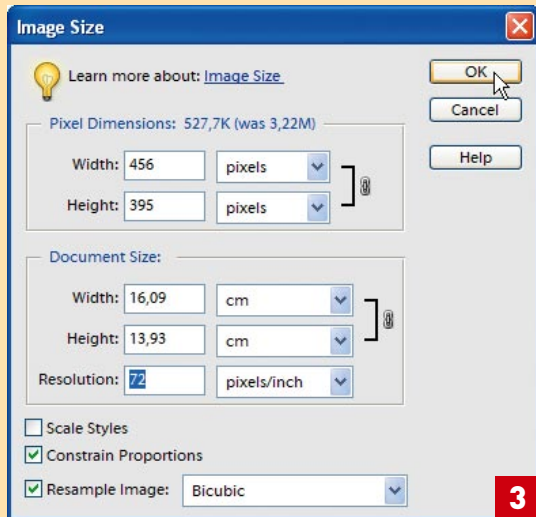 Image Size
Learn more about: Image Size
OK
Cancel
Help
Pixel Dimensions: 527,7K (was 3,22M)
Width: 456 pixels
Height: 395 pixels
Document Size:
Width: 16,09 cm
Height: 13,93 cm
Resolution: 72 pixels/inch
Scale Styles
Constrain Proportions
Resample Image: Bicubic
3